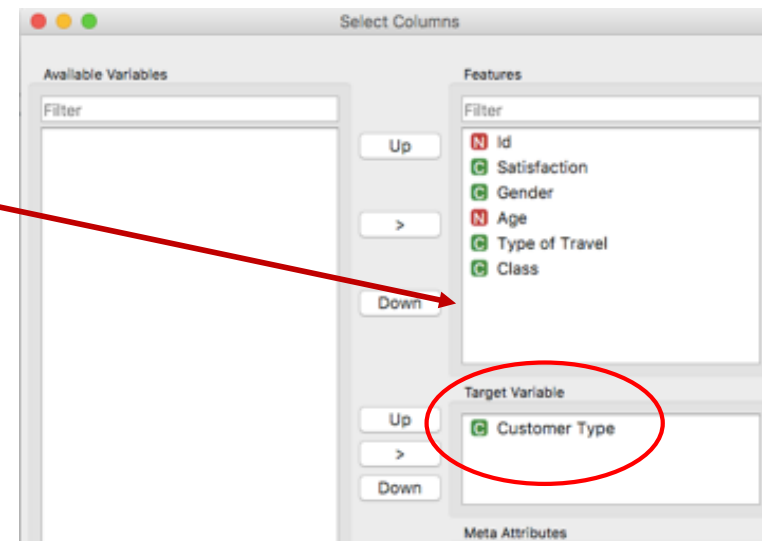 Select Columns
Available Variables
Filter
Up
>
Down
Up
>
Down
Features
Filter
N Id
C Satisfaction
C Gender
N Age
C Type of Travel
C Class
Target Variable
C Customer Type
Meta Attributes